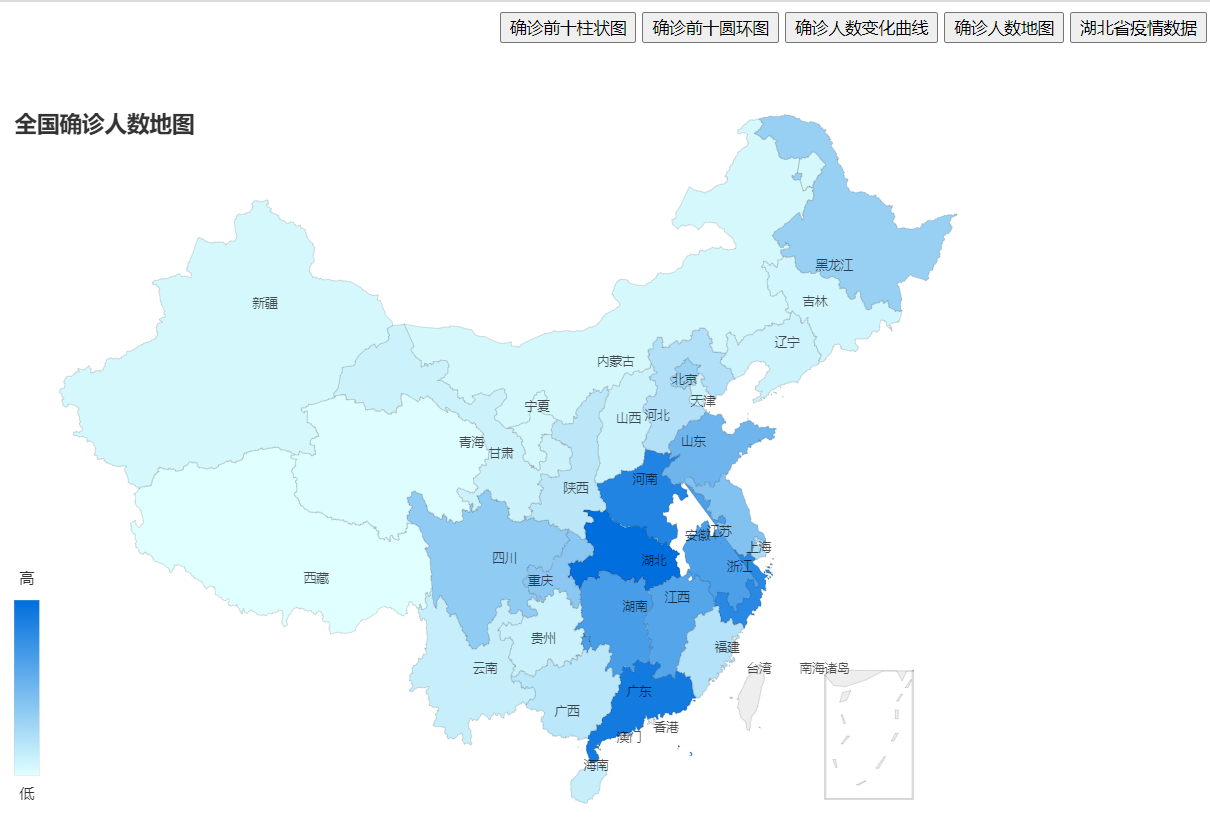 确诊前十柱状图 确诊前十圆环图 确诊人数变化曲线 确诊人数地图 湖北省疫情数据
全国确诊人数地图
黑龙江
新疆
吉林
辽宁
内蒙古
北京
天津
宁夏
山西
河北
青海
山东
甘肃
河南
陕西
安徽
江苏
上海
四川
湖北
浙江
西藏
重庆
高
江西
湖南
贵州
福建
云南
台湾
南海诸岛
广东
广西
香港
澳门
海南
低